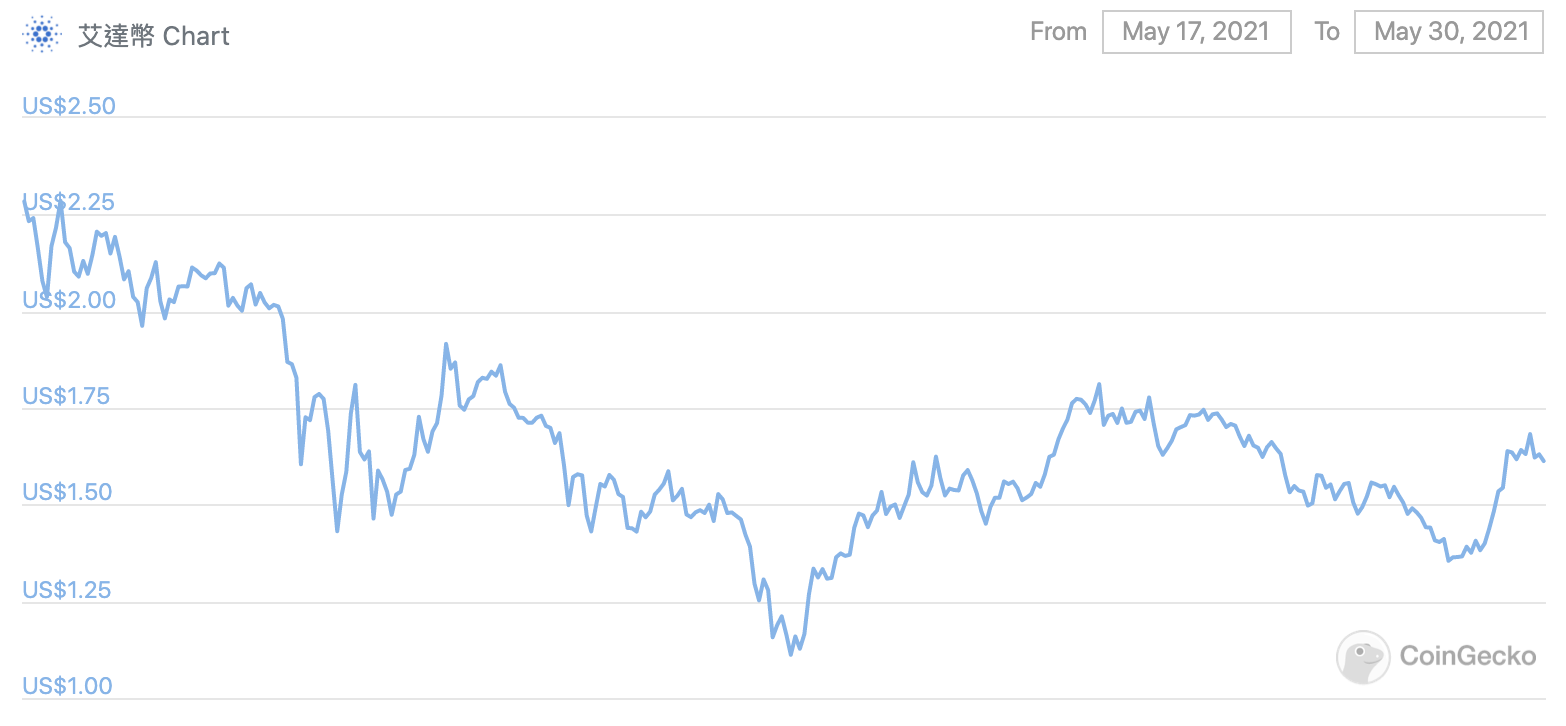 艾達幣 Chart
From May 17, 2021 To May 30, 2021
US$2.50
US$2.25
US$2.00
US$1.75
US$1.50
US$1.25
US$1.00
CoinGecko